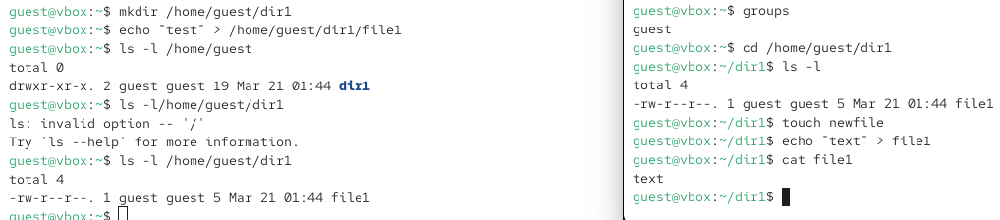 guest@vbox:~$ mkdir /home/guest/dir1
guest@vbox:~$ echo "test" > /home/guest/dir1/file1
guest@vbox:~$ ls -l /home/guest
total 0
drwxr-xr-x. 2 guest guest 19 Mar 21 01:44 dir1
guest@vbox:~$ ls -l/home/guest/dir1
ls: invalid option -- '/'
Try 'ls --help' for more information.
guest@vbox:~$ ls -l /home/guest/dir1
total 4
-rw-r--r--. 1 guest guest 5 Mar 21 01:44 file1
guest@vbox:~$
guest@vbox:~$ groups
guest
guest@vbox:~$ cd /home/guest/dir1
guest@vbox:~/dir1$ ls -l
total 4
-rw-r--r--. 1 guest guest 5 Mar 21 01:44 file1
guest@vbox:~/dir1$ touch newfile
guest@vbox:~/dir1$ echo "text" > file1
guest@vbox:~/dir1$ cat file1
text
guest@vbox:~/dir1$